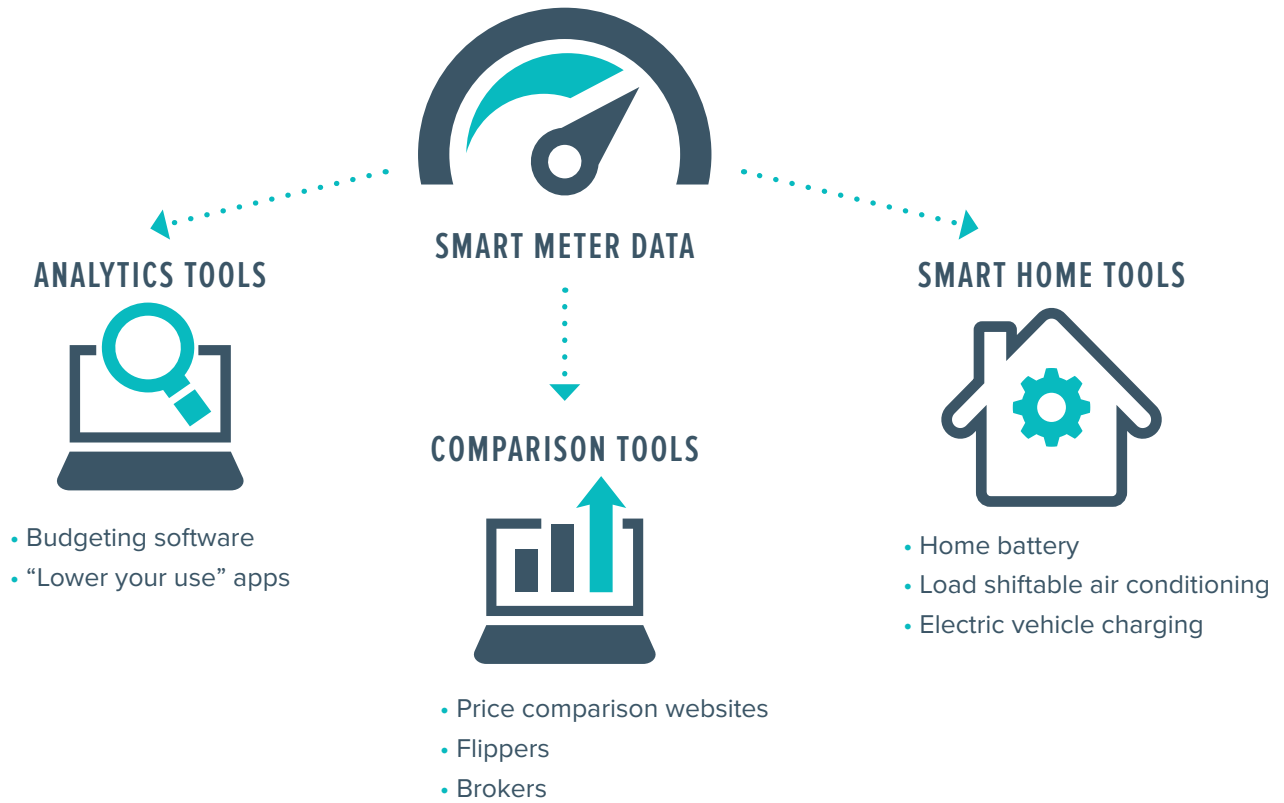 SMART METER DATA
ANALYTICS TOOLS
• Budgeting software
• “Lower your use” apps
COMPARISON TOOLS
• Price comparison websites
• Flippers
• Brokers
SMART HOME TOOLS
• Home battery
• Load shiftable air conditioning
• Electric vehicle charging